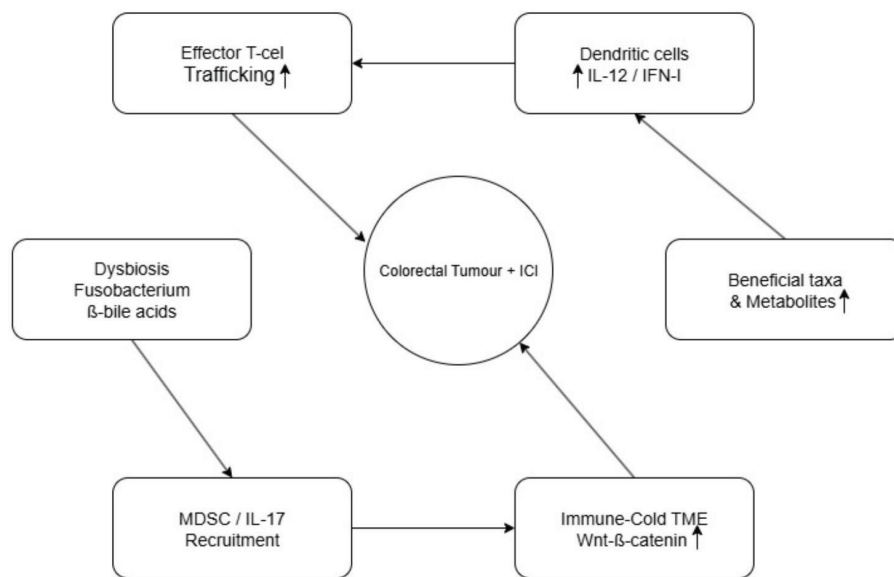 Effector T-cel
Trafficking ↑
Dendritic cells
↑ IL-12 / IFN-I
Colorectal Tumour + ICI
Dysbiosis
Fusobacterium
ß-bile acids
Beneficial taxa
& Metabolites ↑
MDSC / IL-17
Recruitment
Immune-Cold TME
Wnt-ß-catenin ↑